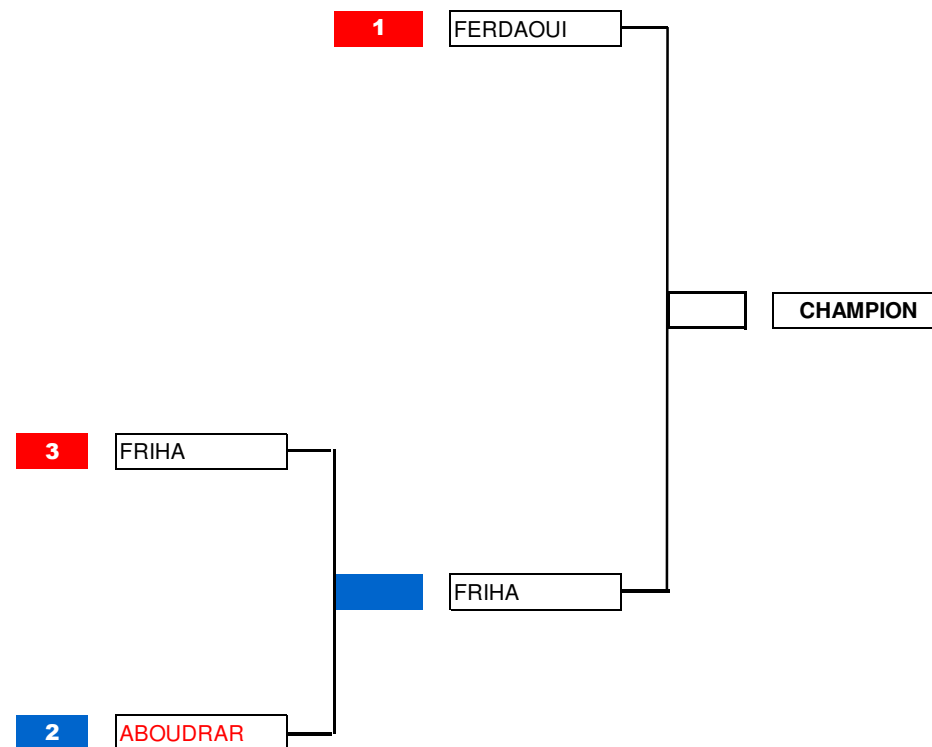 1 FERDAOUI
CHAMPION
3 FRIHA
FRIHA
2 ABOUDRAR